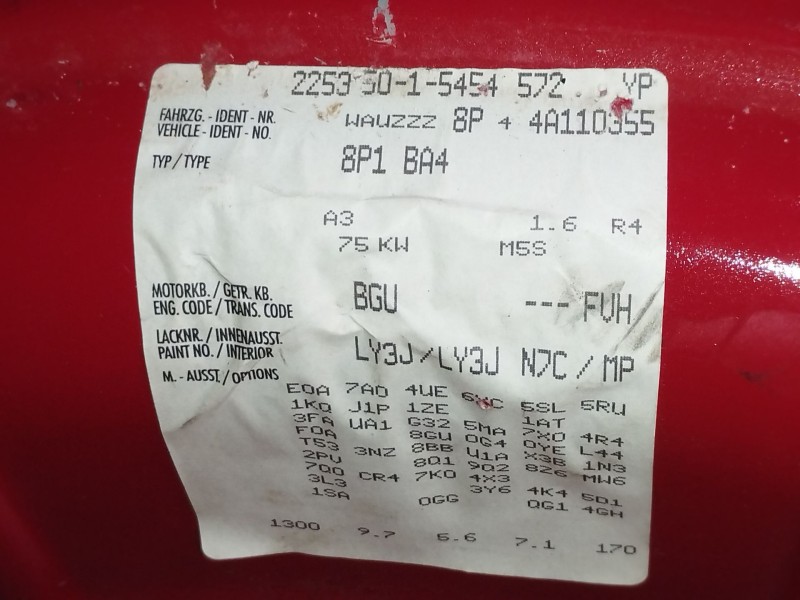 2253 50-1-5454 572 YP
FAHRZG. - IDENT - NR.
VEHICLE - IDENT - NO. WAUZZZ 8P 4 4A110355
TYP / TYPE 8P1 BA4
A3 1.6 R4
75 KW M5S
MOTORKB. / GETR. KB.
ENG. CODE / TRANS. CODE BGU --- FVH
LACKNR. / INNENAUSST.
PAINT NO. / INTERIOR LY3J / LY3J N7C / MP
M. - AUSST. / OPTIONS
E0A 7A0 4UE 5SL 5RU
1KQ J1P 1ZE 1AT
3FA UA1 G32 5MA 7X0 4R4
F0A 8GU 0G4 0YE L44
T53 3NZ 8BB U1A X3B 1N3
2PU 8Q1 9Q2 8Z6 MW6
7Q0 CR4 7K0 4X3
3L3 3Y6 4K4 5D1
1SA 0GG QG1 4GH
1300 9.7 5.6 7.1 170